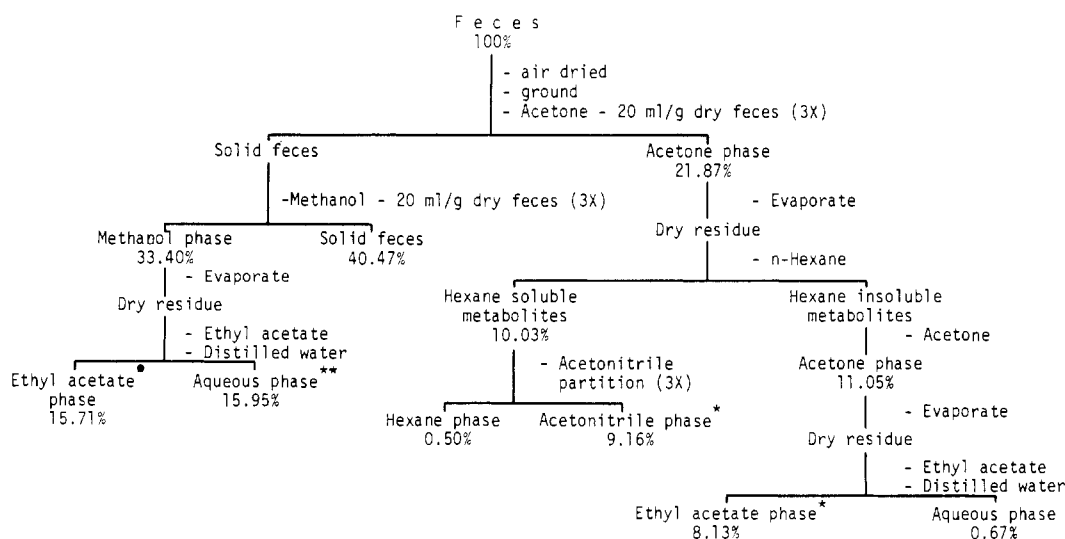 F e c e s
100%
- air dried
- ground
- Acetone - 20 ml/g dry feces (3X)
Solid feces
Acetone phase
21.87%
-Methanol - 20 ml/g dry feces (3X)
- Evaporate
Dry residue
- n-Hexane
Methanol phase
33.40%
Solid feces
40.47%
- Evaporate
Dry residue
- Ethyl acetate
- Distilled water
Ethyl acetate●
phase
15.71%
Aqueous phase**
15.95%
Hexane soluble
metabolites
10.03%
- Acetonitrile
partition (3X)
Hexane phase
0.50%
Acetonitrile phase*
9.16%
Hexane insoluble
metabolites
- Acetone
Acetone phase
11.05%
- Evaporate
Dry residue
- Ethyl acetate
- Distilled water
Ethyl acetate phase*
8.13%
Aqueous phase
0.67%